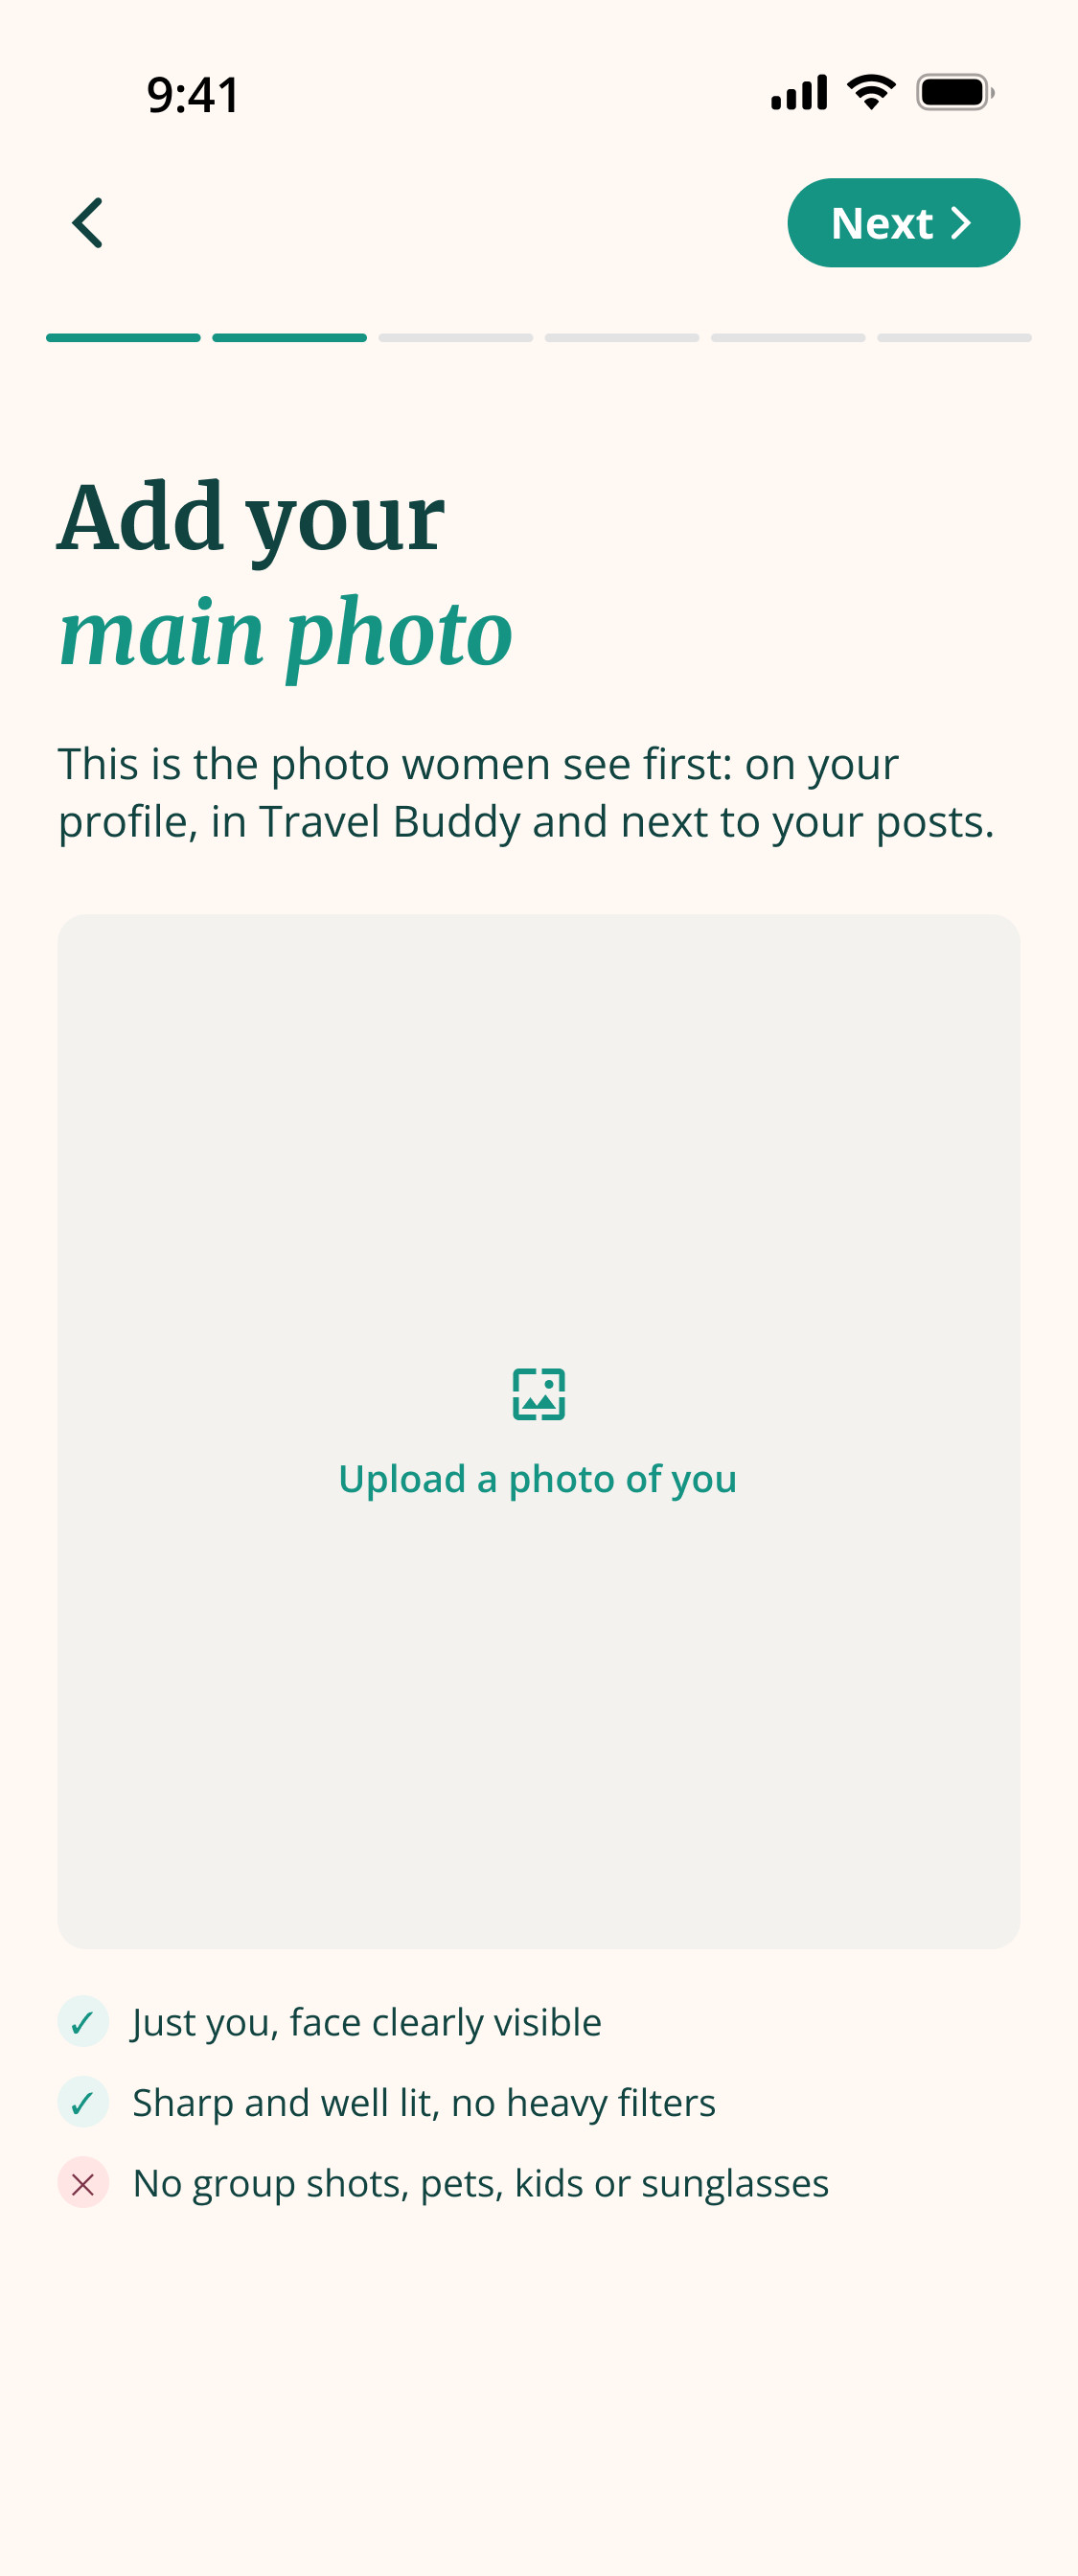 9:41
Next
Add your
main photo
This is the photo women see first: on your
profile, in Travel Buddy and next to your posts.
Upload a photo of you
✓ Just you, face clearly visible
✓ Sharp and well lit, no heavy filters
× No group shots, pets, kids or sunglasses